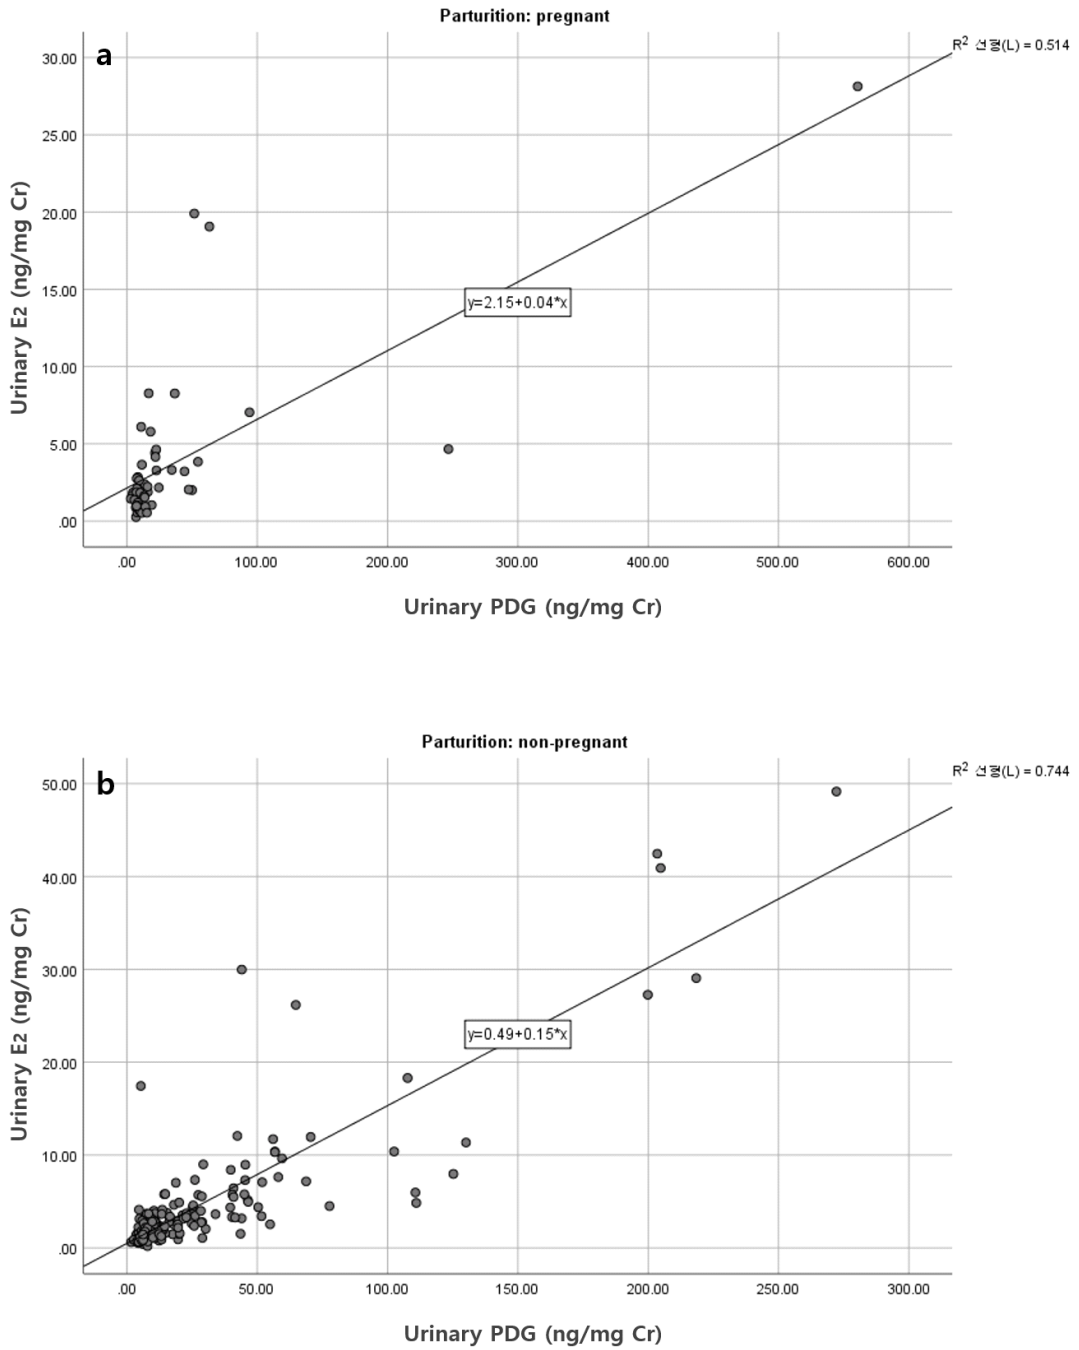 Parturition: pregnant
a
R2 선형(L) = 0.514
30.00
25.00
20.00
15.00
10.00
5.00
.00
y=2.15+0.04*x
Urinary E2 (ng/mg Cr)
.00 100.00 200.00 300.00 400.00 500.00 600.00
Urinary PDG (ng/mg Cr)
Parturition: non-pregnant
b
R2 선형(L) = 0.744
50.00
40.00
30.00
20.00
10.00
.00
y=0.49+0.15*x
Urinary E2 (ng/mg Cr)
.00 50.00 100.00 150.00 200.00 250.00 300.00
Urinary PDG (ng/mg Cr)